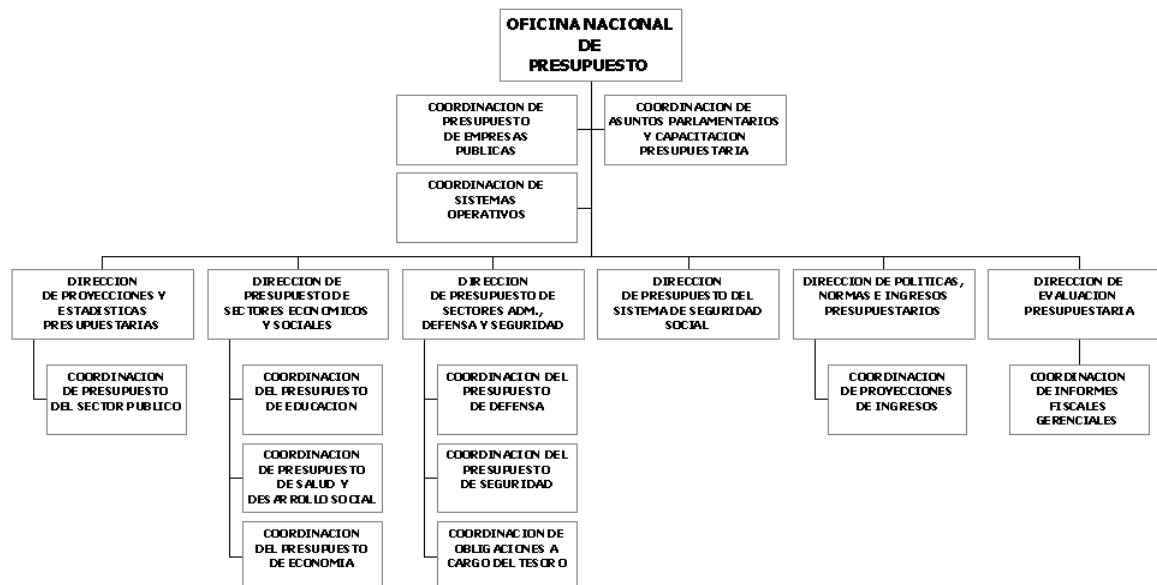 OFICINA NACIONAL
DE
PRESUPUESTO
COORDINACION DE
PRESUPUESTO
DE EMPRESAS
PUBLICAS
COORDINACION DE
ASUNTOS PARLAMENTARIOS
Y CAPACITACION
PRESUPUESTARIA
COORDINACION DE
SISTEMAS
OPERATIVOS
DIRECCION
DE PROYECCIONES Y
ESTADISTICAS
PRESUPUESTARIAS
DIRECCION DE
PRESUPUESTO DE
SECTORES ECONOMICOS
Y SOCIALES
DIRECCION
DE PRESUPUESTO DE
SECTORES ADM.,
DEFENSA Y SEGURIDAD
DIRECCION
DE PRESUPUESTO DEL
SISTEMA DE SEGURIDAD
SOCIAL
DIRECCION DE POLITICAS,
NORMAS E INGRESOS
PRESUPUESTARIOS
DIRECCION DE
EVALUACION
PRESUPUESTARIA
COORDINACION
DE PRESUPUESTO
DEL SECTOR PUBLICO
COORDINACION
DEL PRESUPUESTO
DE EDUCACION
COORDINACION DEL
PRESUPUESTO
DE DEFENSA
COORDINACION
DE PROYECCIONES
DE INGRESOS
COORDINACION
DE INFORMES
FISCALES
GERENCIALES
COORDINACION
DE PRESUPUESTO
DE SALUD Y
DESARROLLO SOCIAL
COORDINACION DEL
PRESUPUESTO
DE SEGURIDAD
COORDINACION
DEL PRESUPUESTO
DE ECONOMIA
COORDINACION DE
OBLIGACIONES A
CARGO DEL TESORO